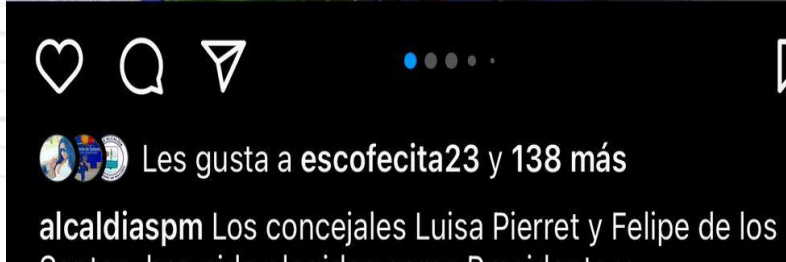 Les gusta a escofecita23 y 138 más
alcaldiaspm Los concejales Luisa Pierret y Felipe de los